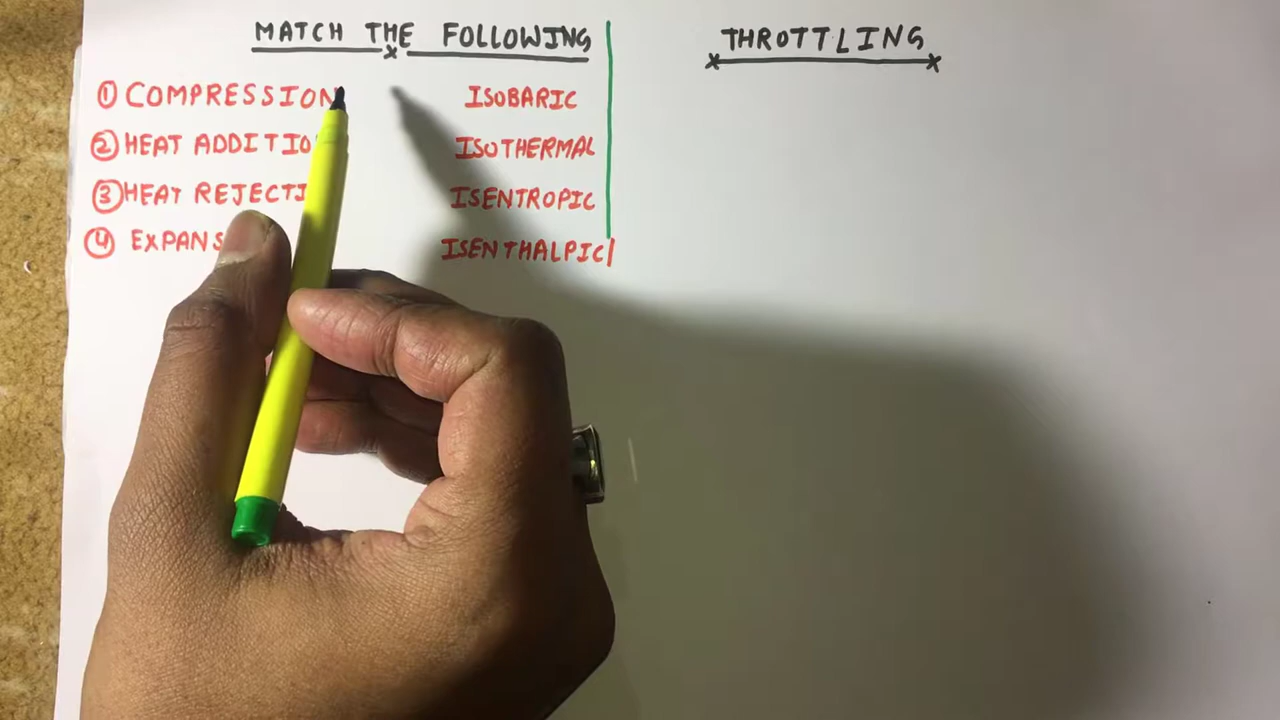 MATCH THE FOLLOWING
① COMPRESSION ISOBARIC
② HEAT ADDITIO ISOTHERMAL
③ HEAT REJECTI ISENTROPIC
④ EXPANS ISENTHALPIC
THROTTLING